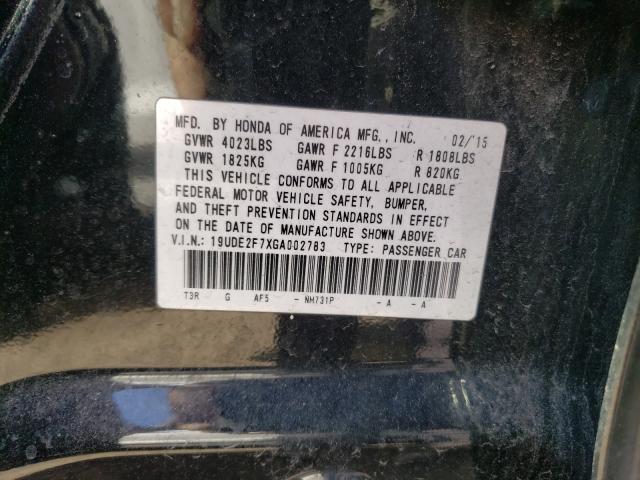 MFD. BY HONDA OF AMERICA MFG., INC. 02/'15
GVWR 4023LBS GAWR F 2216LBS R 1808LBS
GVWR 1825KG GAWR F 1005KG R 820KG
THIS VEHICLE CONFORMS TO ALL APPLICABLE
FEDERAL MOTOR VEHICLE SAFETY, BUMPER,
AND THEFT PREVENTION STANDARDS IN EFFECT
ON THE DATE OF MANUFACTURE SHOWN ABOVE.
V.I.N.: 19UDE2F7XGA002783 TYPE: PASSENGER CAR
T3R G AF5 - NH731P - A - A